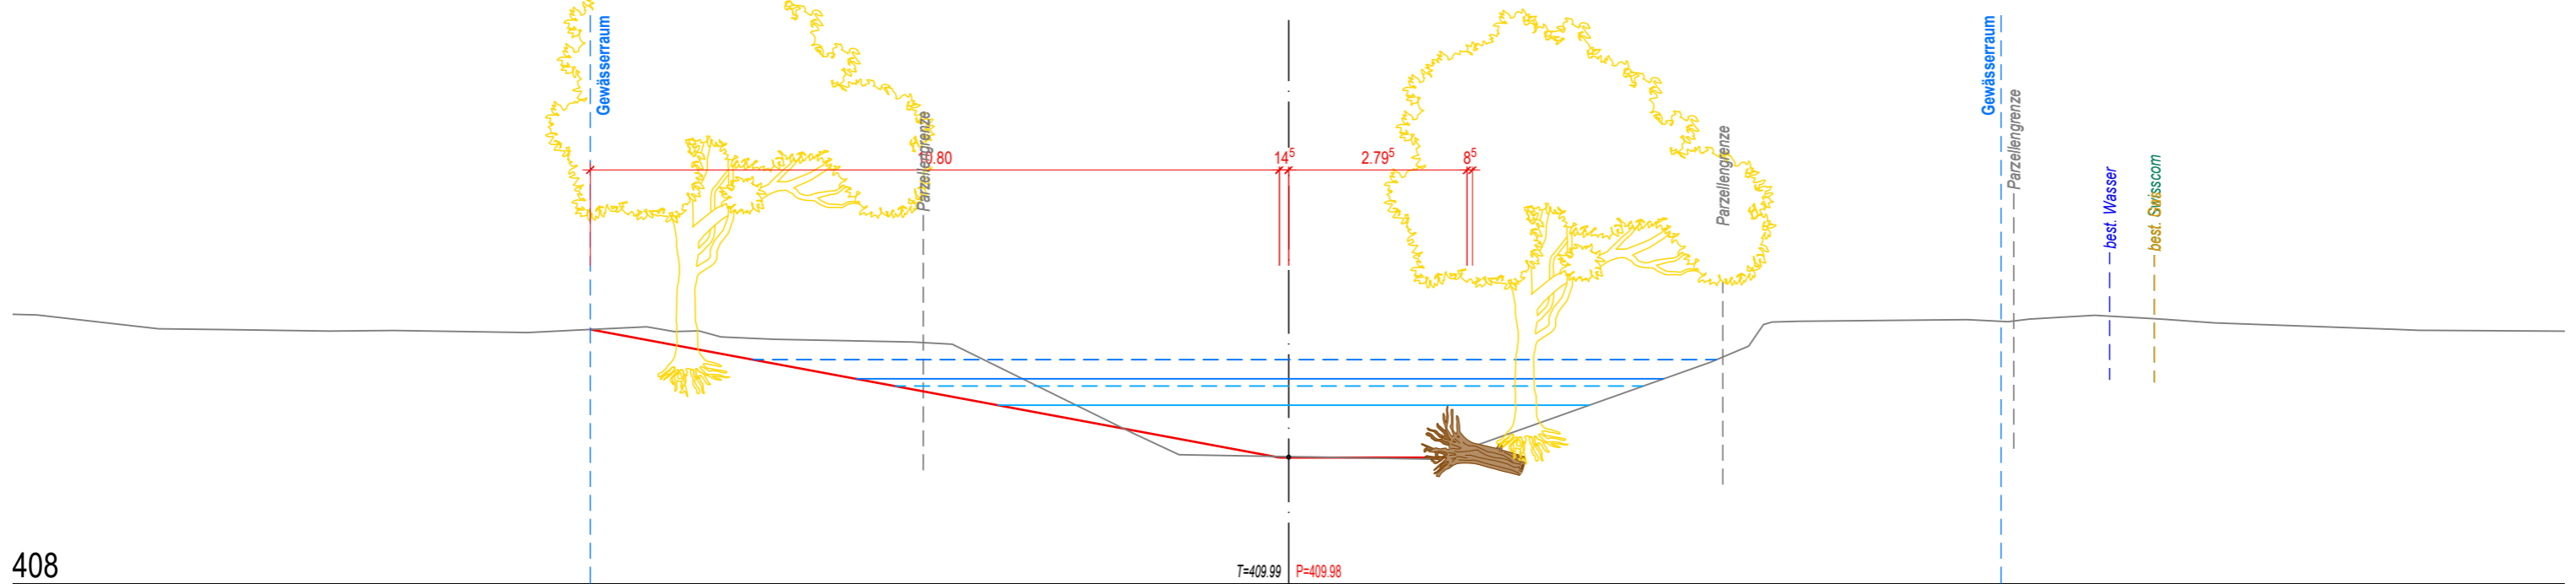 Gewässerraum
Parzellengrenze
10.80
14⁵
2.79⁵
8⁵
Parzellengrenze
Gewässerraum
Parzellengrenze
best. Wasser
best. Swisscom
408
T=409.99
P=409.98